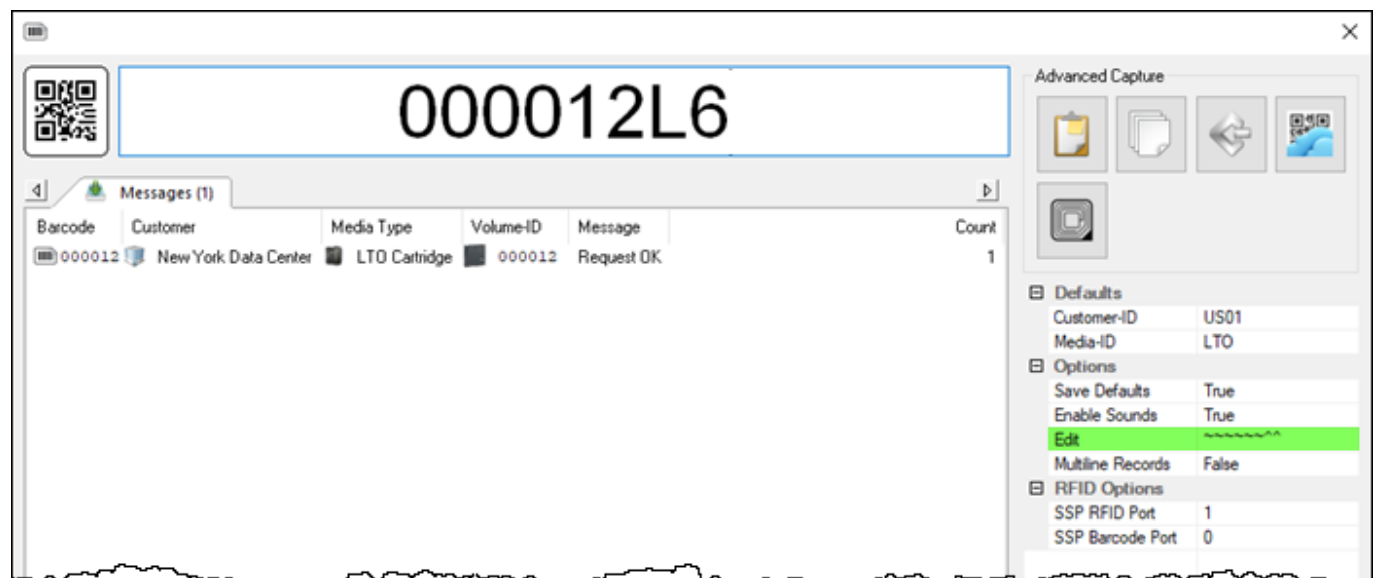 000012L6
Advanced Capture
Messages (1)
Barcode Customer Media Type Volume-ID Message Count
000012 New York Data Center LTO Cartridge 000012 Request OK 1
Defaults
Customer-ID US01
Media-ID LTO
Options
Save Defaults True
Enable Sounds True
Edit ~~~~~~^^
Multiline Records False
RFID Options
SSP RFID Port 1
SSP Barcode Port 0